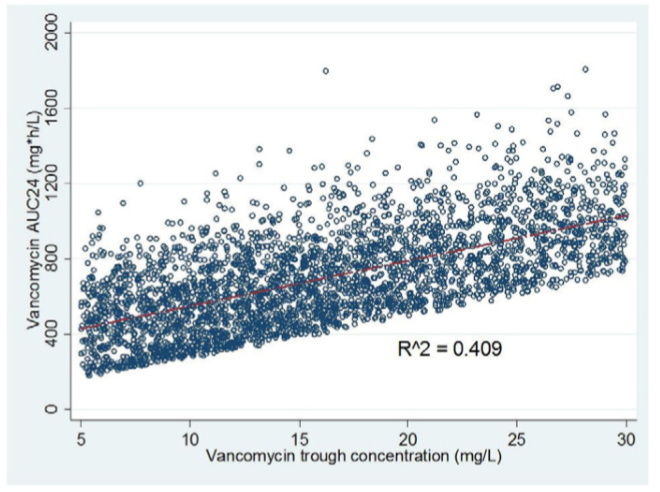 2000
1600
1200
800
400
0
Vancomycin AUC24 (mg*h/L)
R^2 = 0.409
5 10 15 20 25 30
Vancomycin trough concentration (mg/L)